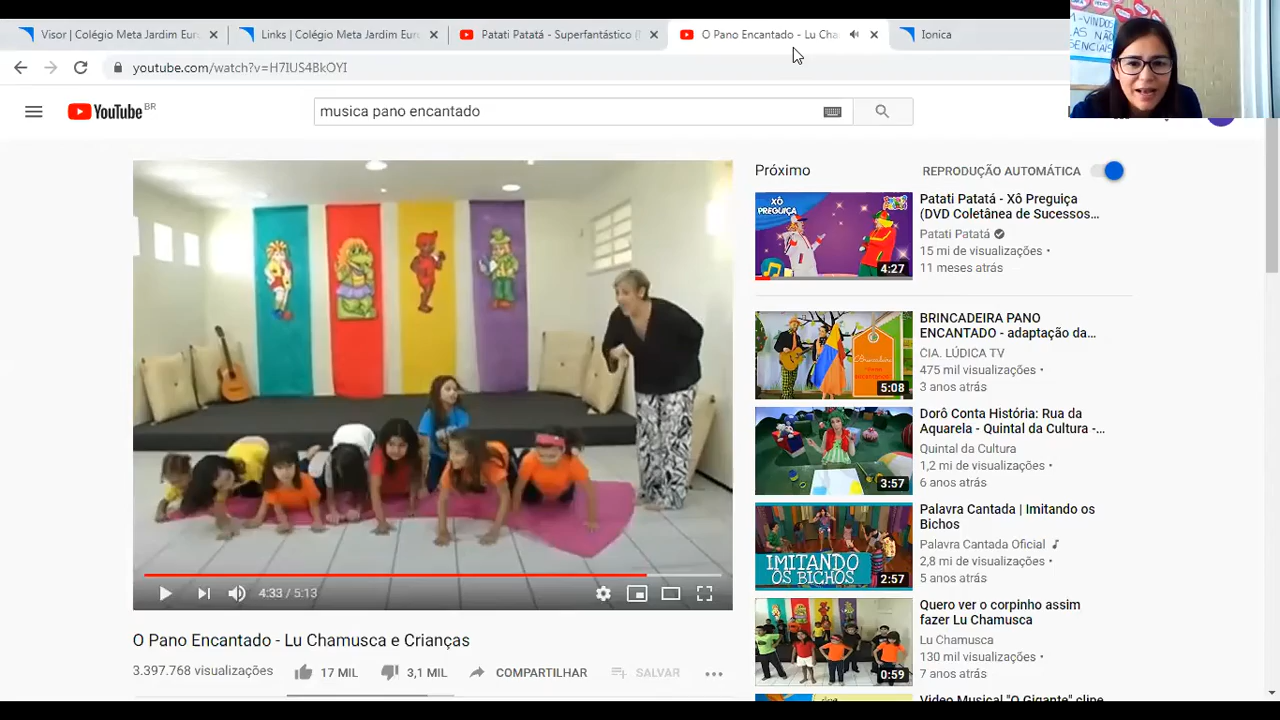 Visor | Colégio Meta Jardim Eur
Links | Colégio Meta Jardim Eur
Patati Patatá - Superfantástico (
O Pano Encantado - Lu Cha
Ionica
youtube.com/watch?v=H7IUS4BkOYI
YouTube BR
musica pano encantado
Próximo
REPRODUÇÃO AUTOMÁTICA
XÔ
PREGUIÇA
4:27
Patati Patatá - Xô Preguiça
(DVD Coletânea de Sucessos...
Patati Patatá
15 mi de visualizações •
11 meses atrás
5:08
BRINCADEIRA PANO
ENCANTADO - adaptação da...
CIA. LÚDICA TV
475 mil visualizações •
3 anos atrás
3:57
Dorô Conta História: Rua da
Aquarela - Quintal da Cultura -...
Quintal da Cultura
1,2 mi de visualizações •
6 anos atrás
IMITANDO
OS BICHOS
2:57
Palavra Cantada | Imitando os
Bichos
Palavra Cantada Oficial
2,8 mi de visualizações •
5 anos atrás
0:59
Quero ver o corpinho assim
fazer Lu Chamusca
Lu Chamusca
130 mil visualizações •
7 anos atrás
Video Musical "O Gigante" clipe
4:33 / 5:13
O Pano Encantado - Lu Chamusca e Crianças
3.397.768 visualizações
17 MIL
3,1 MIL
COMPARTILHAR
SALVAR